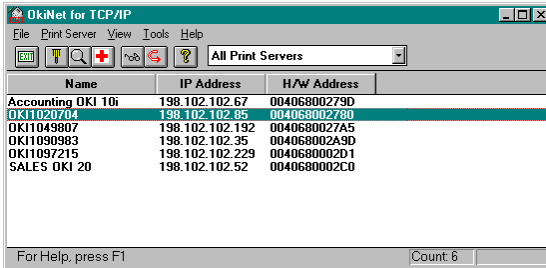 OkiNet for TCP/IP
File Print Server View Tools Help
EXIT All Print Servers
Name IP Address H/W Address
Accounting OKI 10i 198.102.102.67 00406800279D
OKI1020704 198.102.102.85 004068002780
OKI1049807 198.102.102.192 0040680027A5
OKI1090983 198.102.102.35 004068002A9D
OKI1097215 198.102.102.229 0040680002D1
SALES OKI 20 198.102.102.52 0040680002C0
For Help, press F1 Count: 6